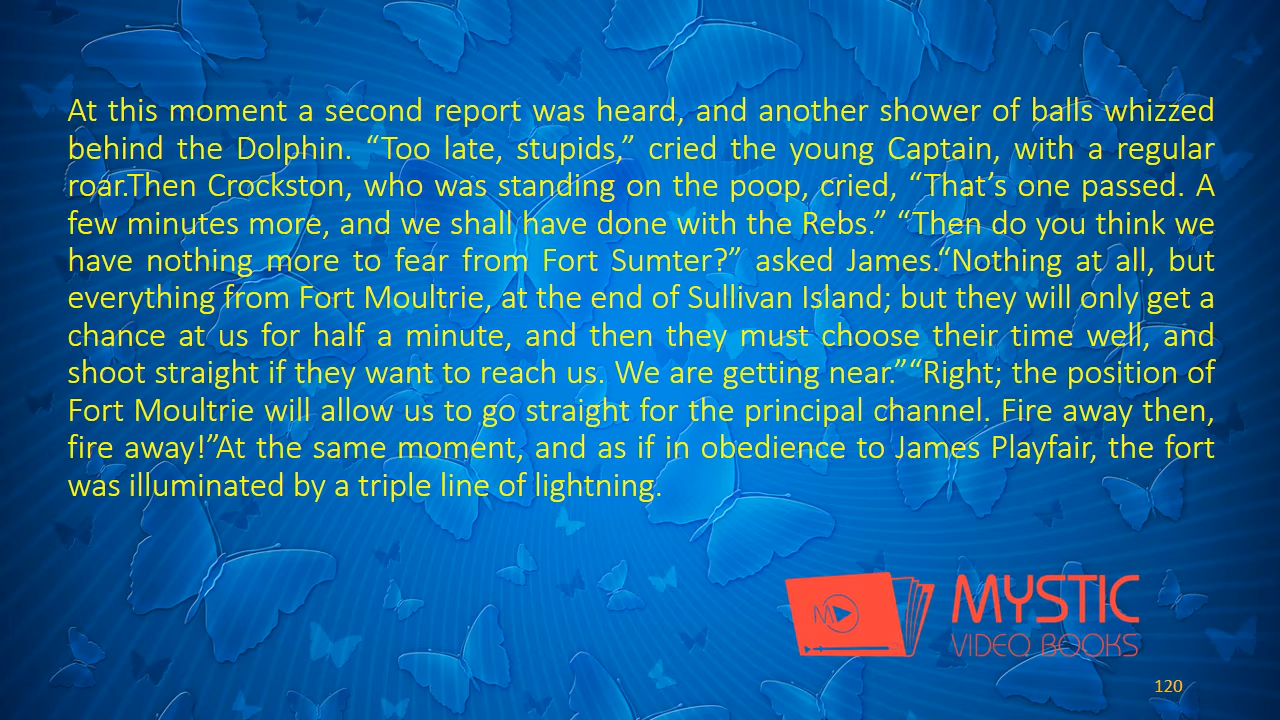 At this moment a second report was heard, and another shower of balls whizzed
behind the Dolphin. “Too late, stupids,” cried the young Captain, with a regular
roar.Then Crockston, who was standing on the poop, cried, “That’s one passed. A
few minutes more, and we shall have done with the Rebs.” “Then do you think we
have nothing more to fear from Fort Sumter?” asked James.“Nothing at all, but
everything from Fort Moultrie, at the end of Sullivan Island; but they will only get a
chance at us for half a minute, and then they must choose their time well, and
shoot straight if they want to reach us. We are getting near.”“Right; the position of
Fort Moultrie will allow us to go straight for the principal channel. Fire away then,
fire away!”At the same moment, and as if in obedience to James Playfair, the fort
was illuminated by a triple line of lightning.
MYSTIC
VIDEO BOOKS
120